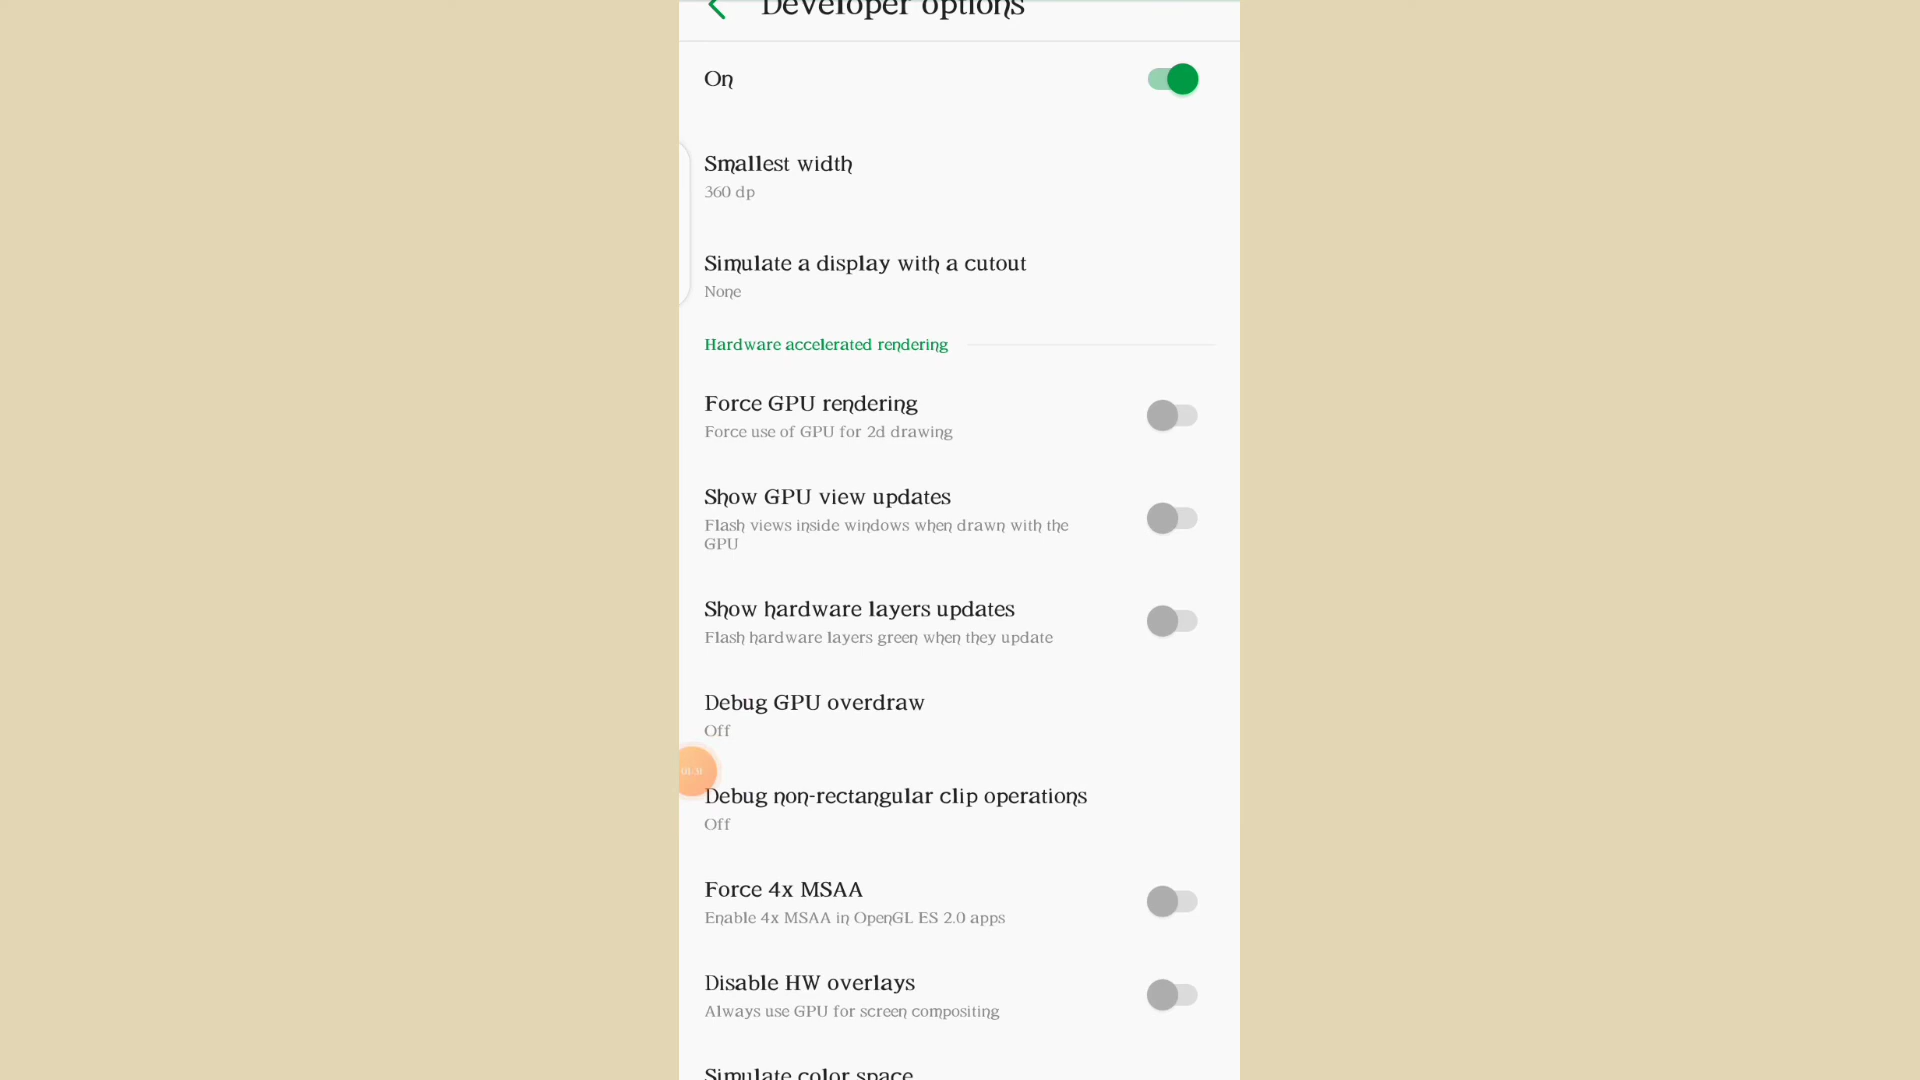 Developer options
On
Smallest width
360 dp
Simulate a display with a cutout
None
Hardware accelerated rendering
Force GPU rendering
Force use of GPU for 2d drawing
Show GPU view updates
Flash views inside windows when drawn with the
GPU
Show hardware layers updates
Flash hardware layers green when they update
Debug GPU overdraw
Off
01:31
Debug non-rectangular clip operations
Off
Force 4x MSAA
Enable 4x MSAA in OpenGL ES 2.0 apps
Disable HW overlays
Always use GPU for screen compositing
Simulate color space